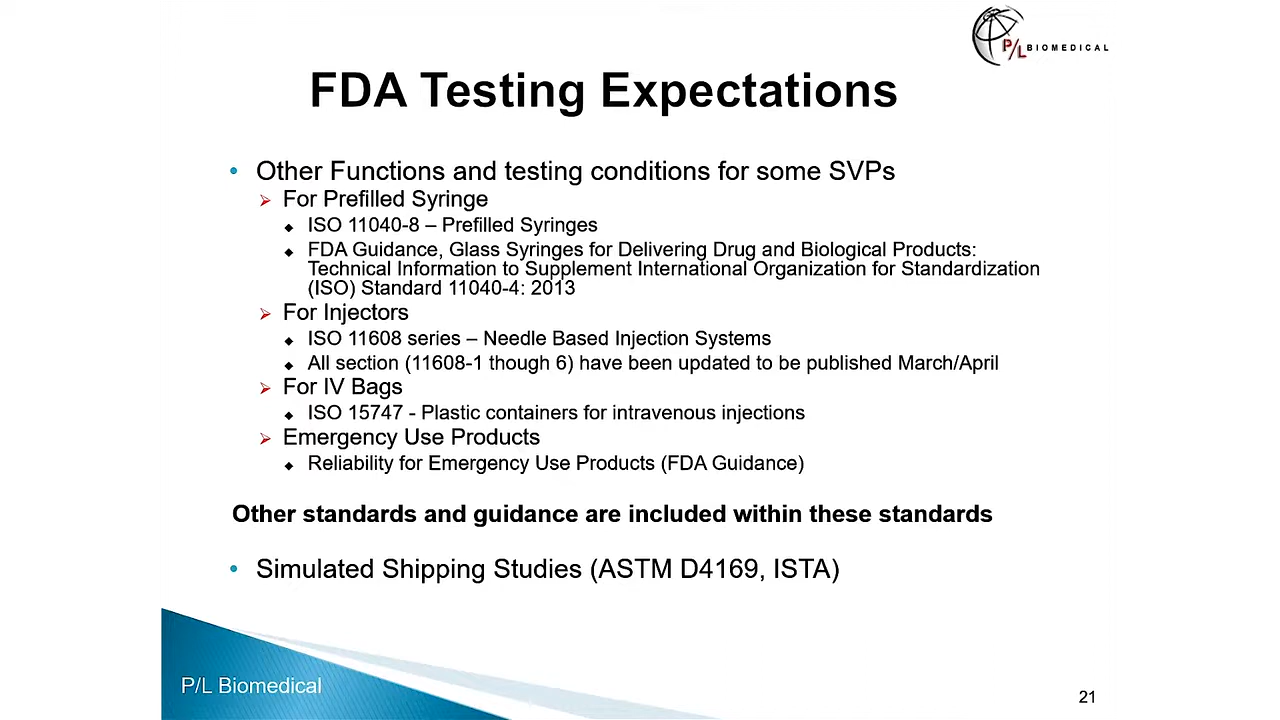 P/L BIOMEDICAL
FDA Testing Expectations
• Other Functions and testing conditions for some SVPs
➢ For Prefilled Syringe
◆ ISO 11040-8 – Prefilled Syringes
◆ FDA Guidance, Glass Syringes for Delivering Drug and Biological Products:
Technical Information to Supplement International Organization for Standardization
(ISO) Standard 11040-4: 2013
➢ For Injectors
◆ ISO 11608 series – Needle Based Injection Systems
◆ All section (11608-1 though 6) have been updated to be published March/April
➢ For IV Bags
◆ ISO 15747 - Plastic containers for intravenous injections
➢ Emergency Use Products
◆ Reliability for Emergency Use Products (FDA Guidance)
Other standards and guidance are included within these standards
• Simulated Shipping Studies (ASTM D4169, ISTA)
P/L Biomedical
21